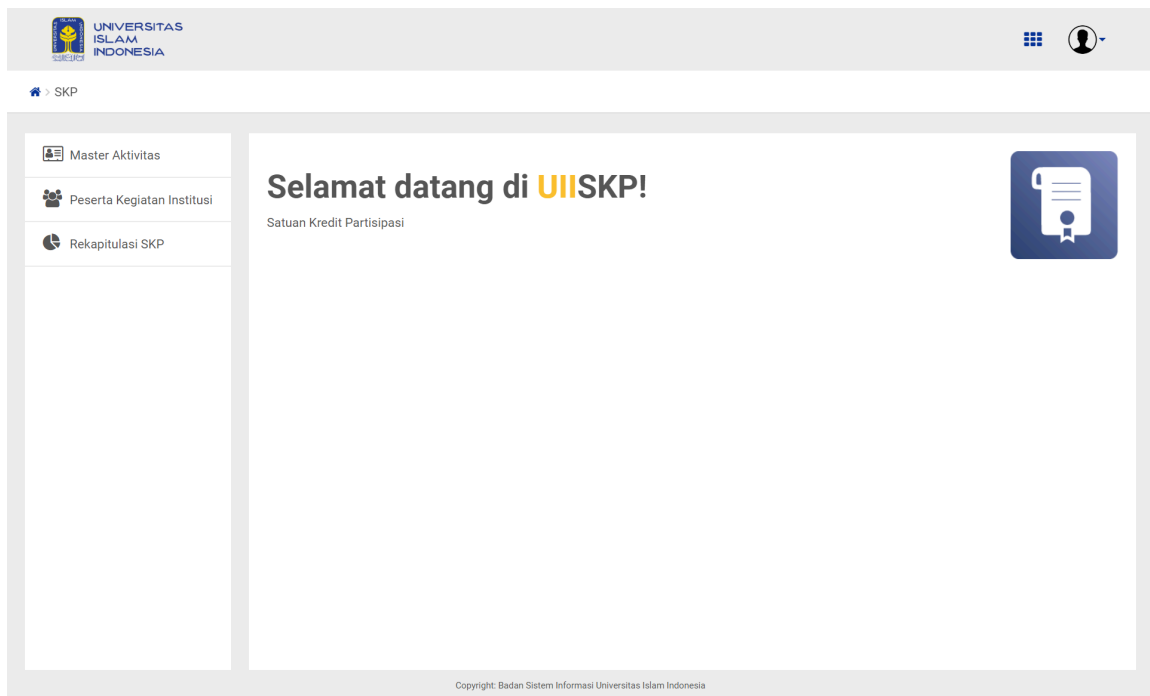 ISLAM
UNIVERSITAS
ISLAM
INDONESIA
SKP
Master Aktivitas
Peserta Kegiatan Institusi
Rekapitulasi SKP
Selamat datang di UIISKP!
Satuan Kredit Partisipasi
Copyright: Badan Sistem Informasi Universitas Islam Indonesia